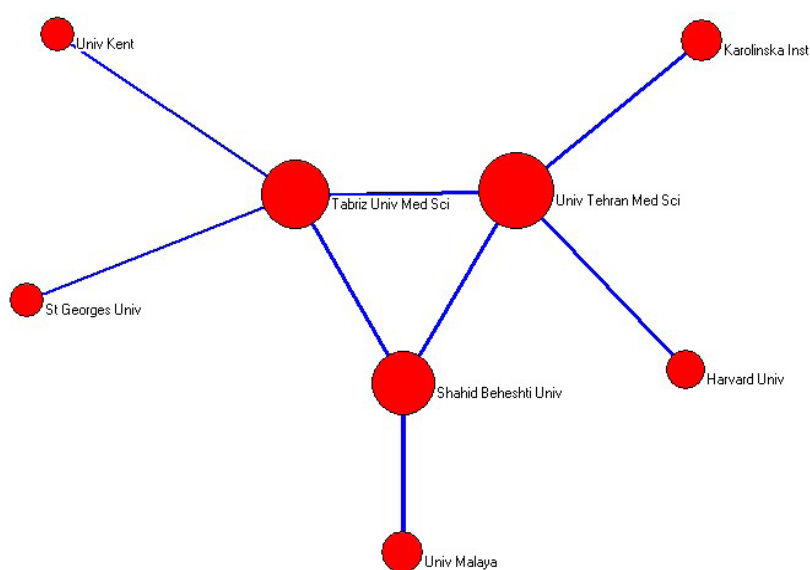 Univ Kent
Karolinska Inst
Tabriz Univ Med Sci
Univ Tehran Med Sci
St Georges Univ
Harvard Univ
Shahid Beheshti Univ
Univ Malaya